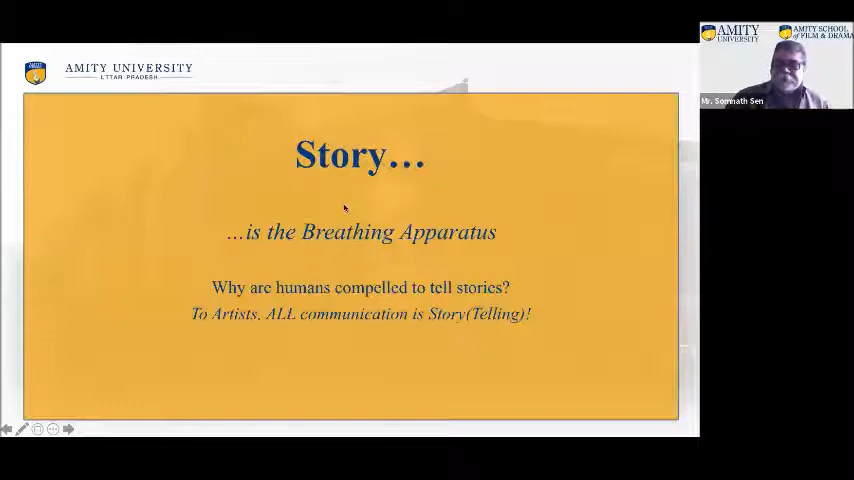 AMITY UNIVERSITY
UTTAR PRADESH
Story...
...is the Breathing Apparatus
Why are humans compelled to tell stories?
To Artists, ALL communication is Story(Telling)!
AMITY
UNIVERSITY
AMITY SCHOOL
of FILM & DRAMA
Mr. Somnath Sen